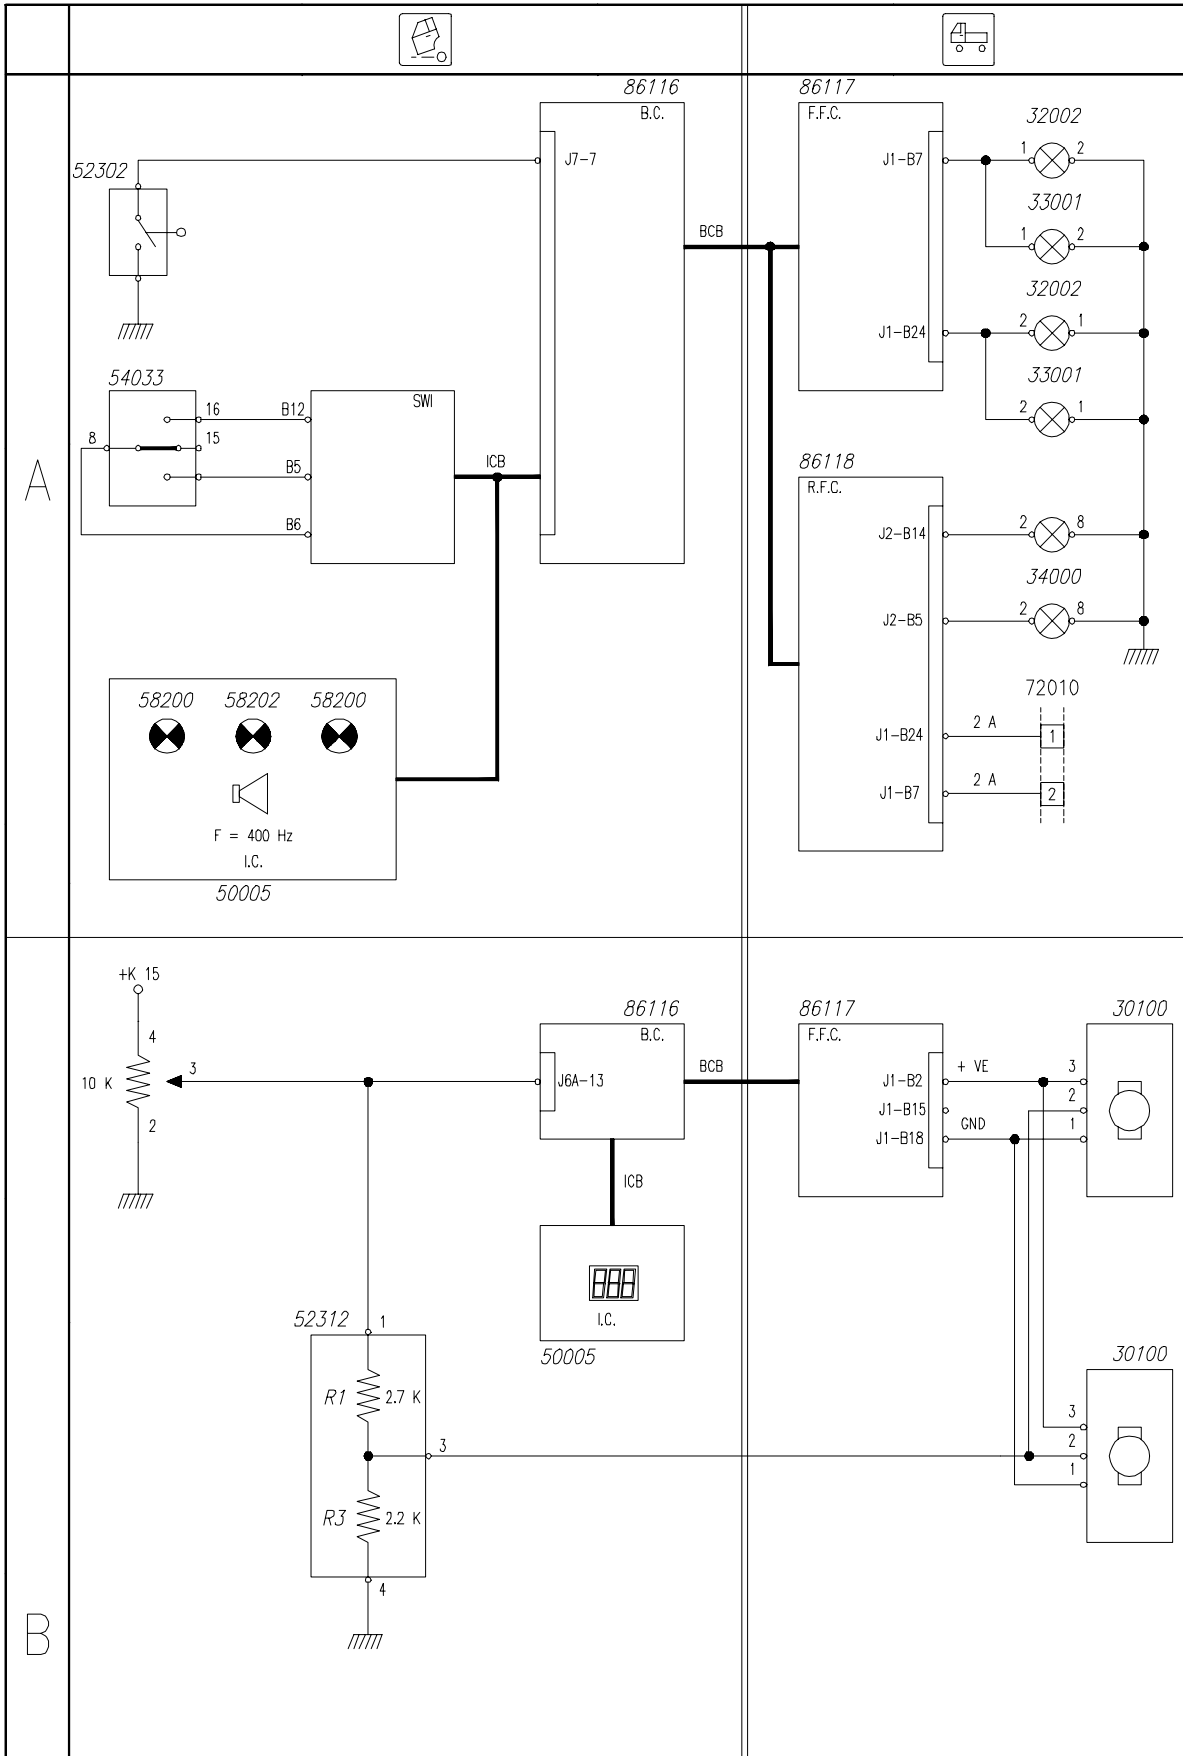 86116
86117
B.C.
F.F.C.
32002
52302
J7-7
J1-B7
1
2
33001
BCB
1
2
32002
J1-B24
2
1
54033
33001
16
B12
SWI
2
1
8
15
ICB
86118
B5
R.F.C.
A
B6
J2-B14
2
8
34000
J2-B5
2
8
58200
58202
58200
72010
J1-B24
2 A
1
J1-B7
2 A
2
F = 400 Hz
I.C.
50005
+K 15
86116
86117
30100
B.C.
F.F.C.
4
3
BCB
+ VE
3
10 K
J6A-13
J1-B2
2
J1-B15
2
GND
1
J1-B18
ICB
888
52312
1
I.C.
50005
30100
R1
2.7 K
3
3
2
1
R3
2.2 K
4
B